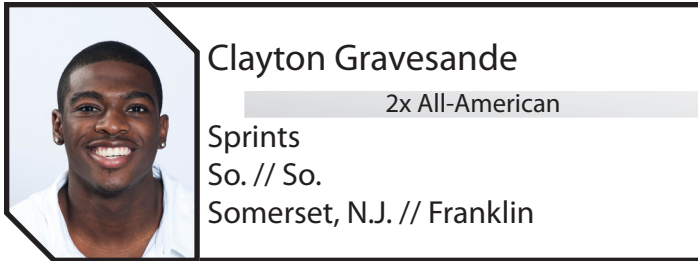 Clayton Gravesande
2x All-American
Sprints
So. // So.
Somerset, N.J. // Franklin